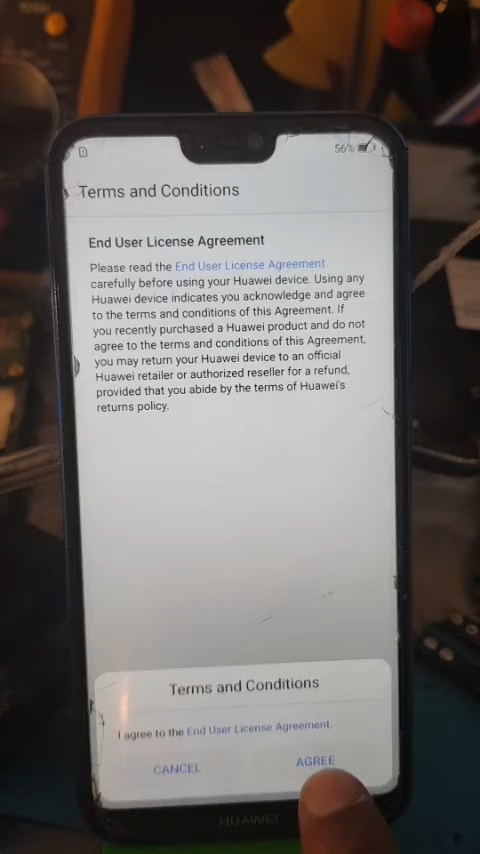 56%
Terms and Conditions
End User License Agreement
Please read the End User License Agreement
carefully before using your Huawei device. Using any
Huawei device indicates you acknowledge and agree
to the terms and conditions of this Agreement. If
you recently purchased a Huawei product and do not
agree to the terms and conditions of this Agreement,
you may return your Huawei device to an official
Huawei retailer or authorized reseller for a refund,
provided that you abide by the terms of Huawei's
returns policy.
Terms and Conditions
I agree to the End User License Agreement.
CANCEL AGREE
HUAWEI